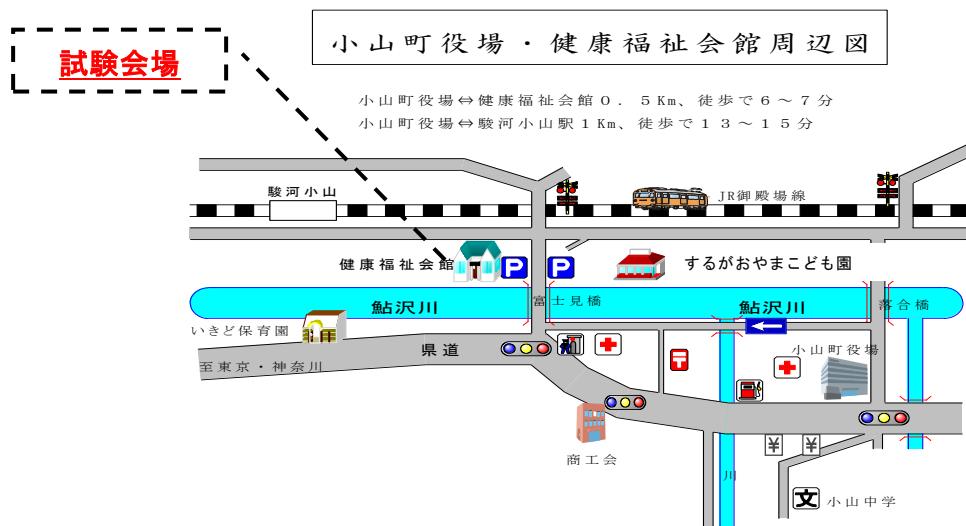 小山町役場・健康福祉会館周辺図
試験会場
小山町役場⇔健康福祉会館０．５Km、徒歩で６～７分
小山町役場⇔駿河小山駅１Km、徒歩で１３～１５分
駿河小山
JR御殿場線
健康福祉会館
P
P
するがおやまこども園
鮎沢川
富士見橋
鮎沢川
落合橋
いきど保育園
県道
小山町役場
至東京・神奈川
商工会
¥
¥
川
文
小山中学